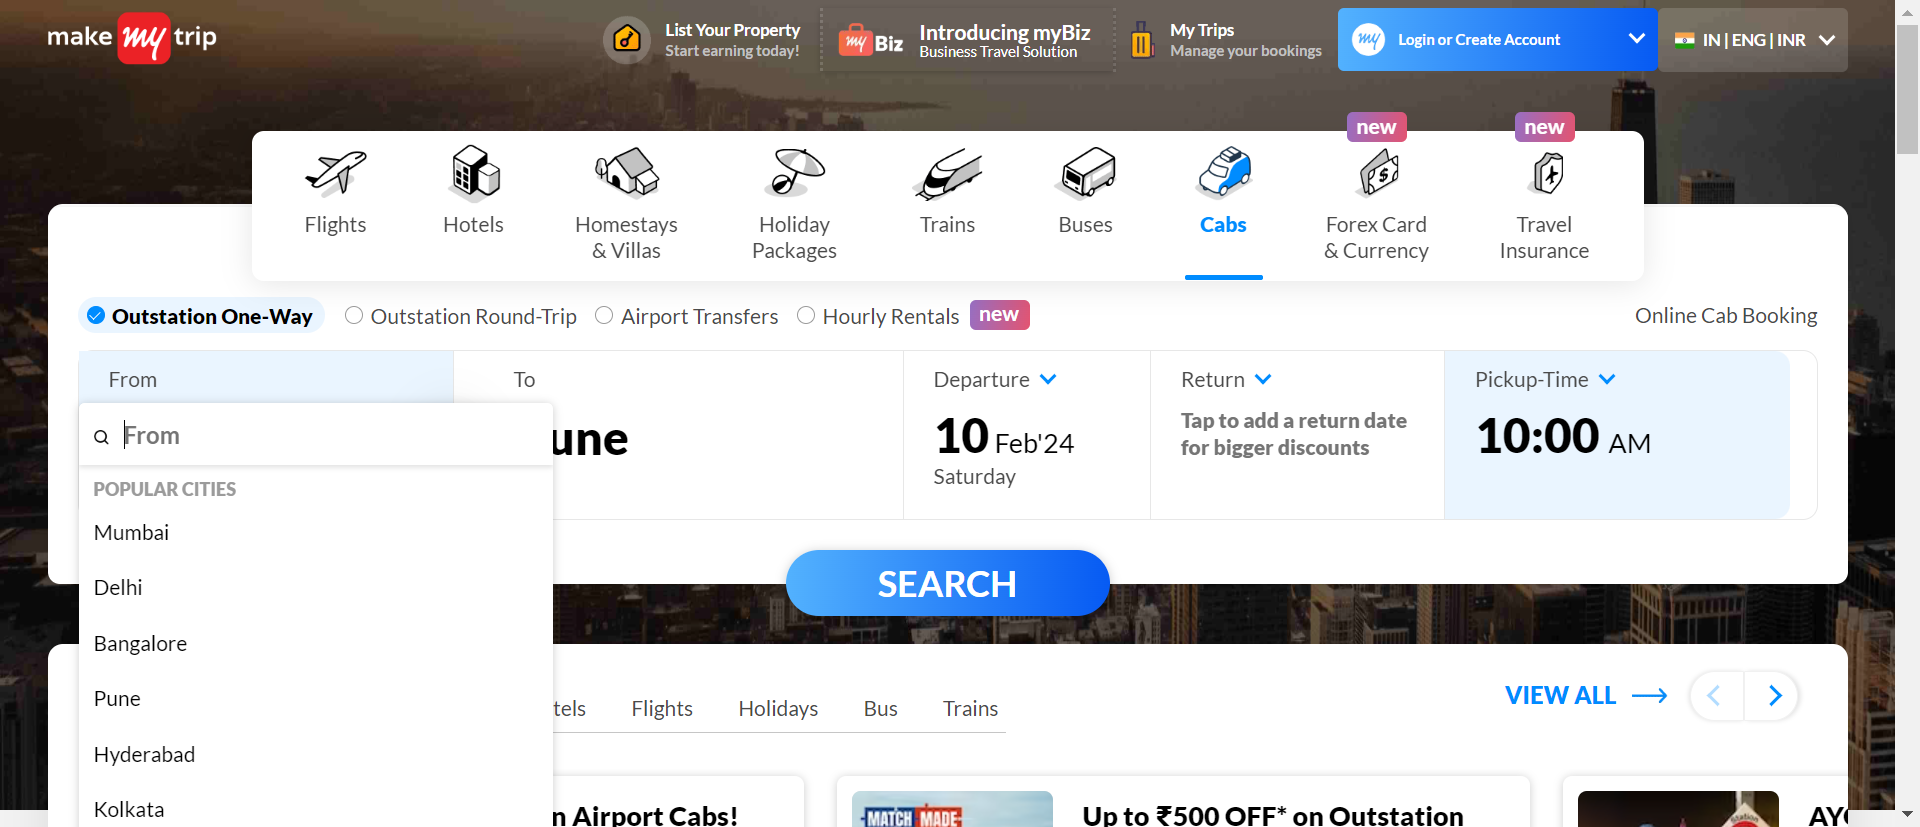 make my trip
List Your Property
Start earning today!
my Biz
Introducing myBiz
Business Travel Solution
My Trips
Manage your bookings
my
Login or Create Account
IN | ENG | INR
new
new
Flights
Hotels
Homestays
& Villas
Holiday
Packages
Trains
Buses
Cabs
Forex Card
& Currency
Travel
Insurance
Outstation One-Way
Outstation Round-Trip
Airport Transfers
Hourly Rentals
new
Online Cab Booking
From
To
Departure
Return
Pickup-Time
From
une
10 Feb'24
Saturday
Tap to add a return date
for bigger discounts
10:00 AM
POPULAR CITIES
Mumbai
Delhi
Bangalore
Pune
Hyderabad
Kolkata
SEARCH
tels
Flights
Holidays
Bus
Trains
VIEW ALL
n Airport Cabs!
MATCH MADE
Up to ₹500 OFF* on Outstation